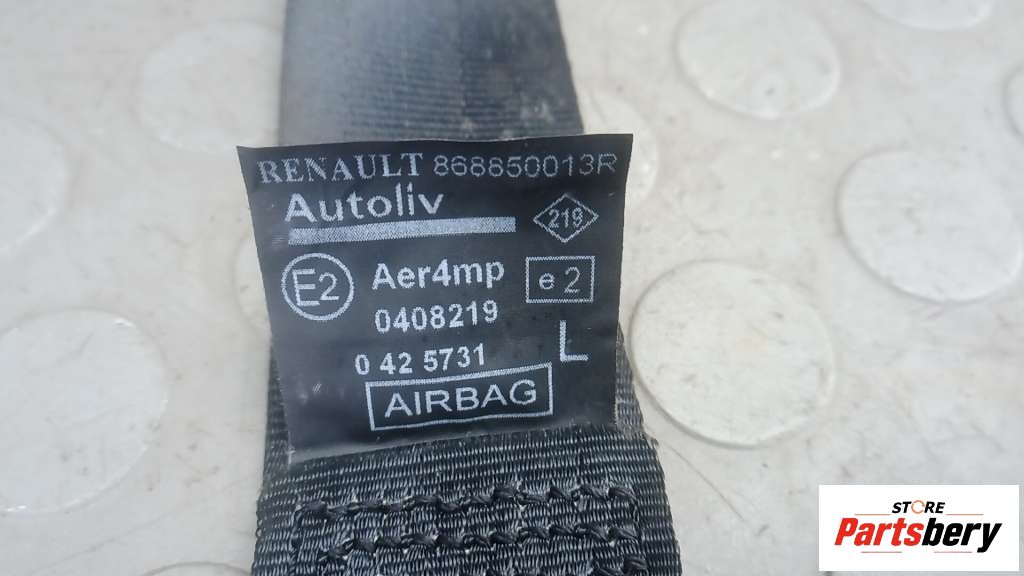 RENAULT 868850013R
Autoliv
219
E2 Aer4mp e 2
0408219
0 42 5731 L
AIRBAG
STORE
Partsbery